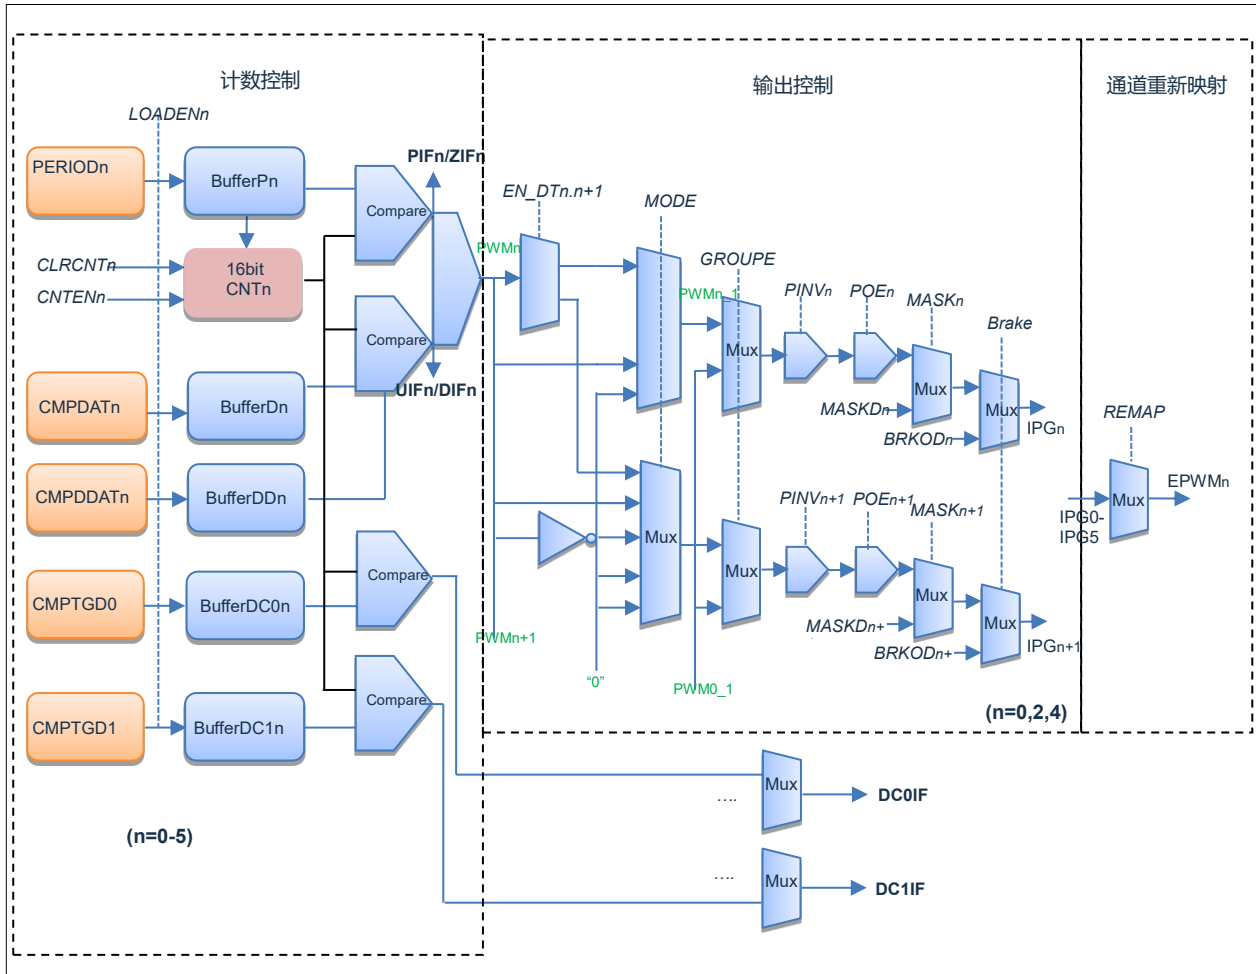 计数控制
输出控制
通道重新映射
LOADENn
PERIODn
BufferPn
Compare
PIFn/ZIFn
CLRCNTn
CNTENn
16bit
CNTn
Compare
UIFn/DIFn
CMPDATn
BufferDn
CMPDDATn
BufferDDn
CMPTGD0
BufferDC0n
Compare
CMPTGD1
BufferDC1n
Compare
(n=0-5)
PWMn
EN_DTn.n+1
MODE
GROUPE
PWMn_1
Mux
PINVn
POEn
MASKn
Mux
MASKDn
Brake
Mux
BRKODn
IPGn
Mux
Mux
PINVn+1
POEn+1
MASKn+1
Mux
MASKDn+
Mux
BRKODn+
IPGn+1
PWMn+1
“0”
PWM0_1
(n=0,2,4)
REMAP
Mux
EPWMn
IPG0-
IPG5
Mux
....
DC0IF
Mux
....
DC1IF